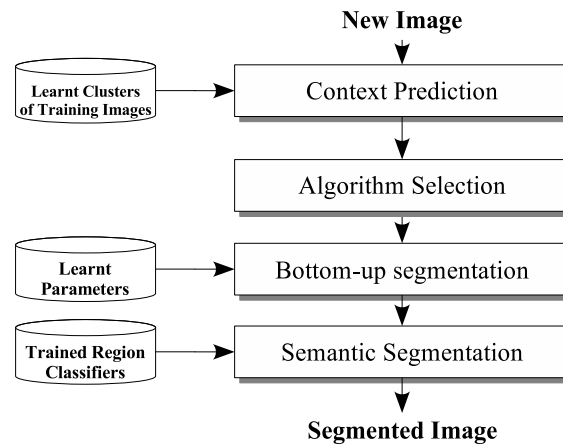 New Image
Learnt Clusters
of Training Images
Context Prediction
Algorithm Selection
Learnt
Parameters
Bottom-up segmentation
Trained Region
Classifiers
Semantic Segmentation
Segmented Image